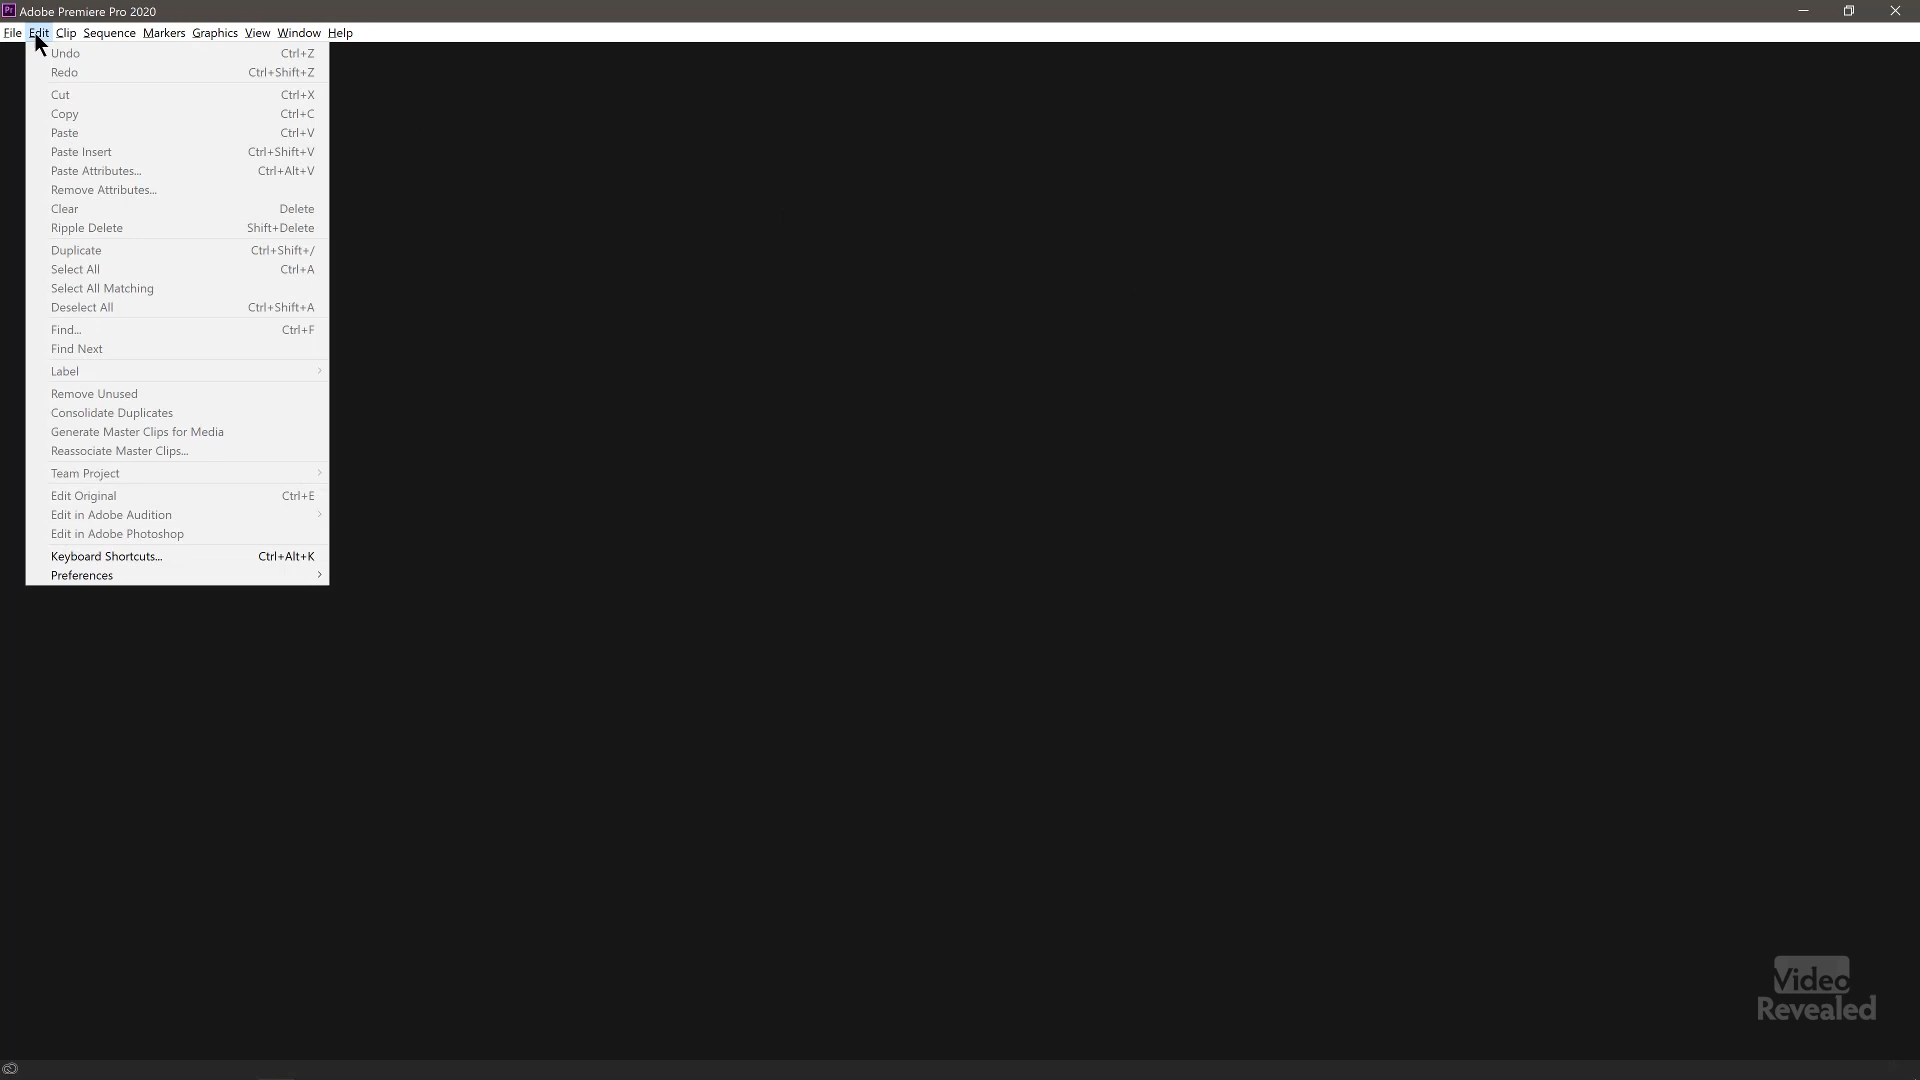 Pr Adobe Premiere Pro 2020
File Edit Clip Sequence Markers Graphics View Window Help
Undo Ctrl+Z
Redo Ctrl+Shift+Z
Cut Ctrl+X
Copy Ctrl+C
Paste Ctrl+V
Paste Insert Ctrl+Shift+V
Paste Attributes... Ctrl+Alt+V
Remove Attributes...
Clear Delete
Ripple Delete Shift+Delete
Duplicate Ctrl+Shift+/
Select All Ctrl+A
Select All Matching
Deselect All Ctrl+Shift+A
Find... Ctrl+F
Find Next
Label
Remove Unused
Consolidate Duplicates
Generate Master Clips for Media
Reassociate Master Clips...
Team Project
Edit Original Ctrl+E
Edit in Adobe Audition
Edit in Adobe Photoshop
Keyboard Shortcuts... Ctrl+Alt+K
Preferences
Video
Revealed